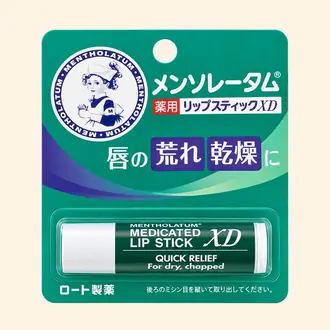 MENTHOLATUM
MENTHOLATUM
メンソレータム®
薬用 リップスティックXD
唇の 荒れ 乾燥 に
MENTHOLATUM®
MEDICATED
LIP STICK XD
QUICK RELIEF
For dry, chapped
ロート製薬
後ろのミシン目を破いて取り出してください。